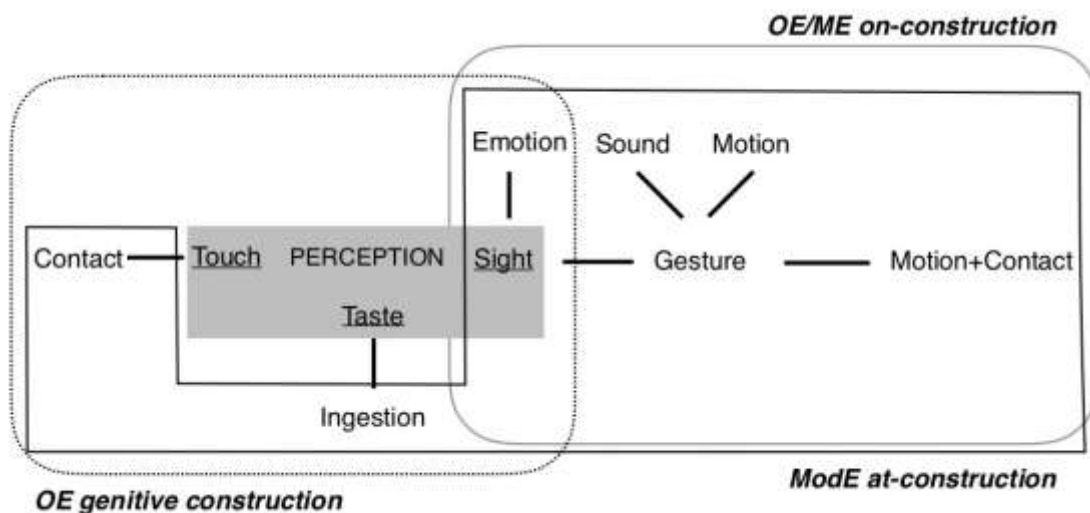 OE/ME on-construction
Emotion Sound Motion
Contact Touch PERCEPTION Sight Gesture Motion+Contact
Taste
Ingestion
ModE at-construction
OE genitive construction